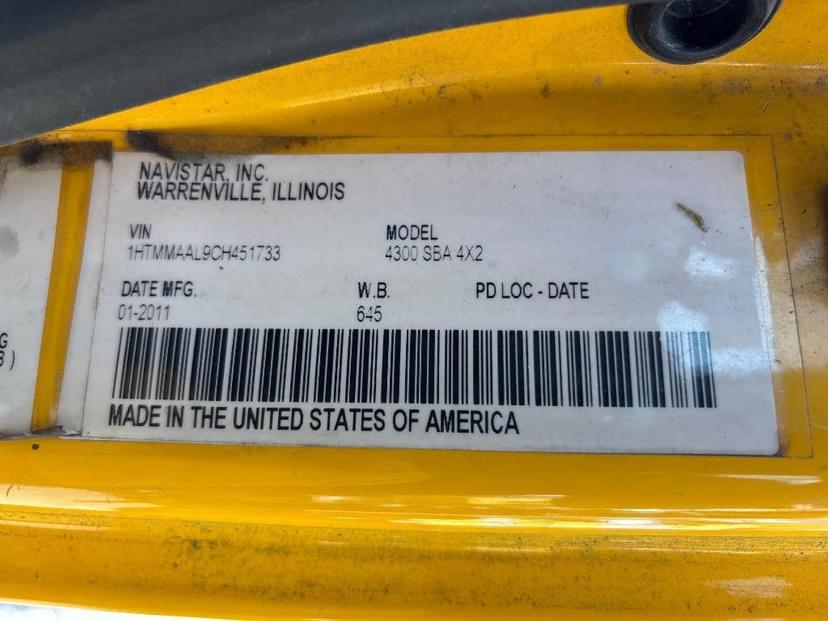 NAVISTAR, INC.
WARRENVILLE, ILLINOIS
VIN MODEL
1HTMMAAL9CH451733 4300 SBA 4X2
DATE MFG. W.B. PD LOC - DATE
01-2011 645
MADE IN THE UNITED STATES OF AMERICA